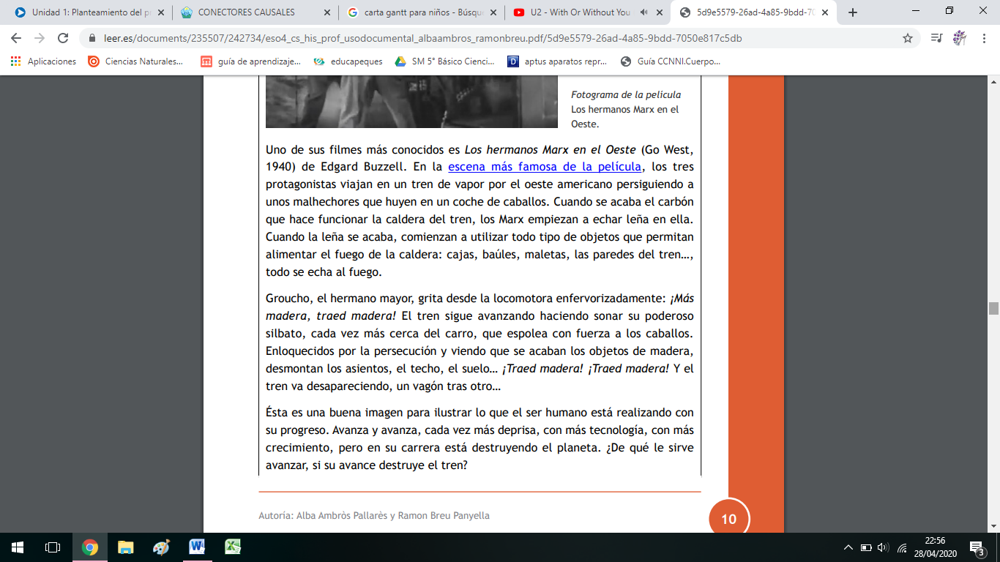 Unidad 1: Planteamiento del p
CONECTORES CAUSALES
carta gantt para niños - Búsqu
U2 - With Or Without You
5d9e5579-26ad-4a85-9bdd-70
leer.es/documents/235507/242734/eso4_cs_his_prof_usodocumental_albaambros_ramonbreu.pdf/5d9e5579-26ad-4a85-9bdd-7050e817c5db
Aplicaciones
Ciencias Naturales...
guía de aprendizaje...
educapeques
SM 5° Básico Cienci...
aptus aparatos repr...
Guía CCNNI.Cuerpo...
Fotograma de la película
Los hermanos Marx en el
Oeste.
Uno de sus filmes más conocidos es Los hermanos Marx en el Oeste (Go West,
1940) de Edgard Buzzell. En la escena más famosa de la película, los tres
protagonistas viajan en un tren de vapor por el oeste americano persiguiendo a
unos malhechores que huyen en un coche de caballos. Cuando se acaba el carbón
que hace funcionar la caldera del tren, los Marx empiezan a echar leña en ella.
Cuando la leña se acaba, comienzan a utilizar todo tipo de objetos que permitan
alimentar el fuego de la caldera: cajas, baúles, maletas, las paredes del tren…,
todo se echa al fuego.
Groucho, el hermano mayor, grita desde la locomotora enfervorizadamente: ¡Más
madera, traed madera! El tren sigue avanzando haciendo sonar su poderoso
silbato, cada vez más cerca del carro, que espolea con fuerza a los caballos.
Enloquecidos por la persecución y viendo que se acaban los objetos de madera,
desmontan los asientos, el techo, el suelo… ¡Traed madera! ¡Traed madera! Y el
tren va desapareciendo, un vagón tras otro…
Ésta es una buena imagen para ilustrar lo que el ser humano está realizando con
su progreso. Avanza y avanza, cada vez más deprisa, con más tecnología, con más
crecimiento, pero en su carrera está destruyendo el planeta. ¿De qué le sirve
avanzar, si su avance destruye el tren?
Autoría: Alba Ambròs Pallarès y Ramon Breu Panyella
10
22:56
28/04/2020
3